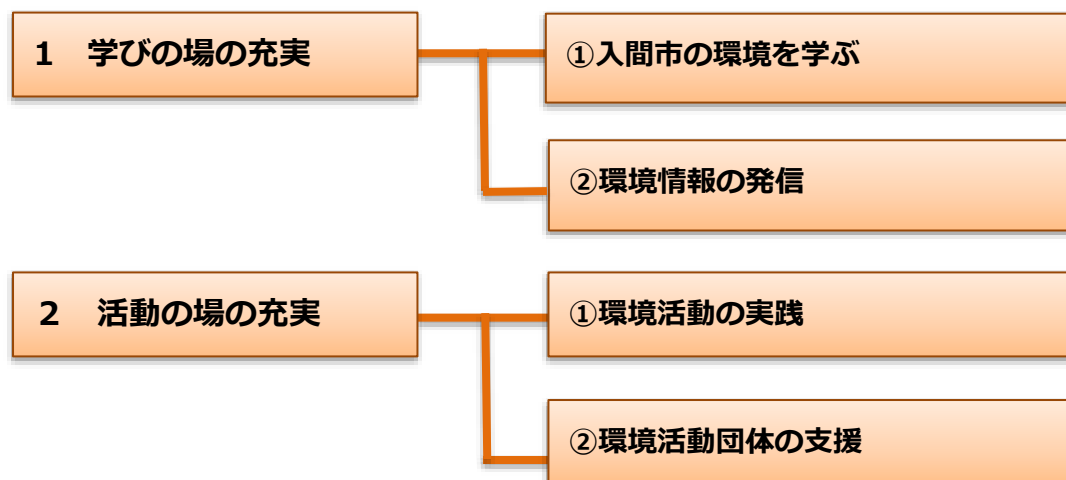 1 学びの場の充実
①入間市の環境を学ぶ
②環境情報の発信
2 活動の場の充実
①環境活動の実践
②環境活動団体の支援